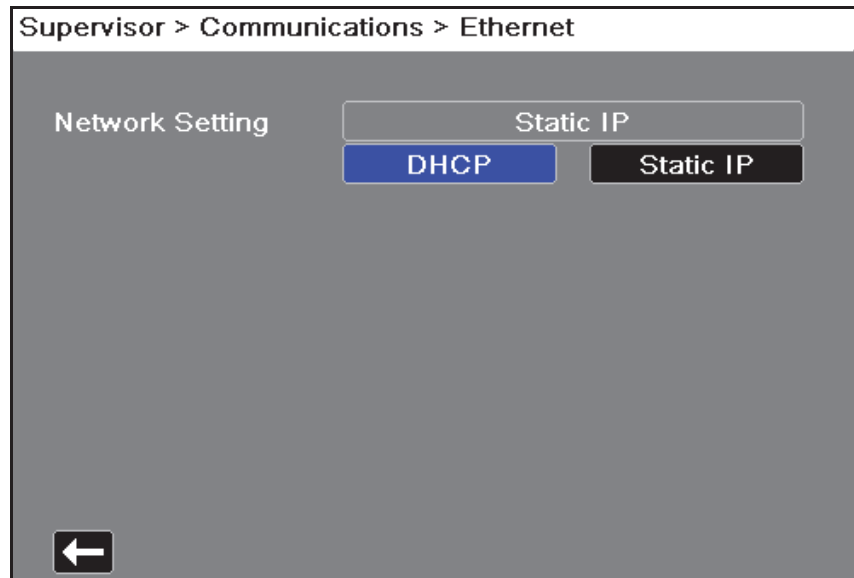 Supervisor > Communications > Ethernet
Network Setting Static IP
DHCP Static IP